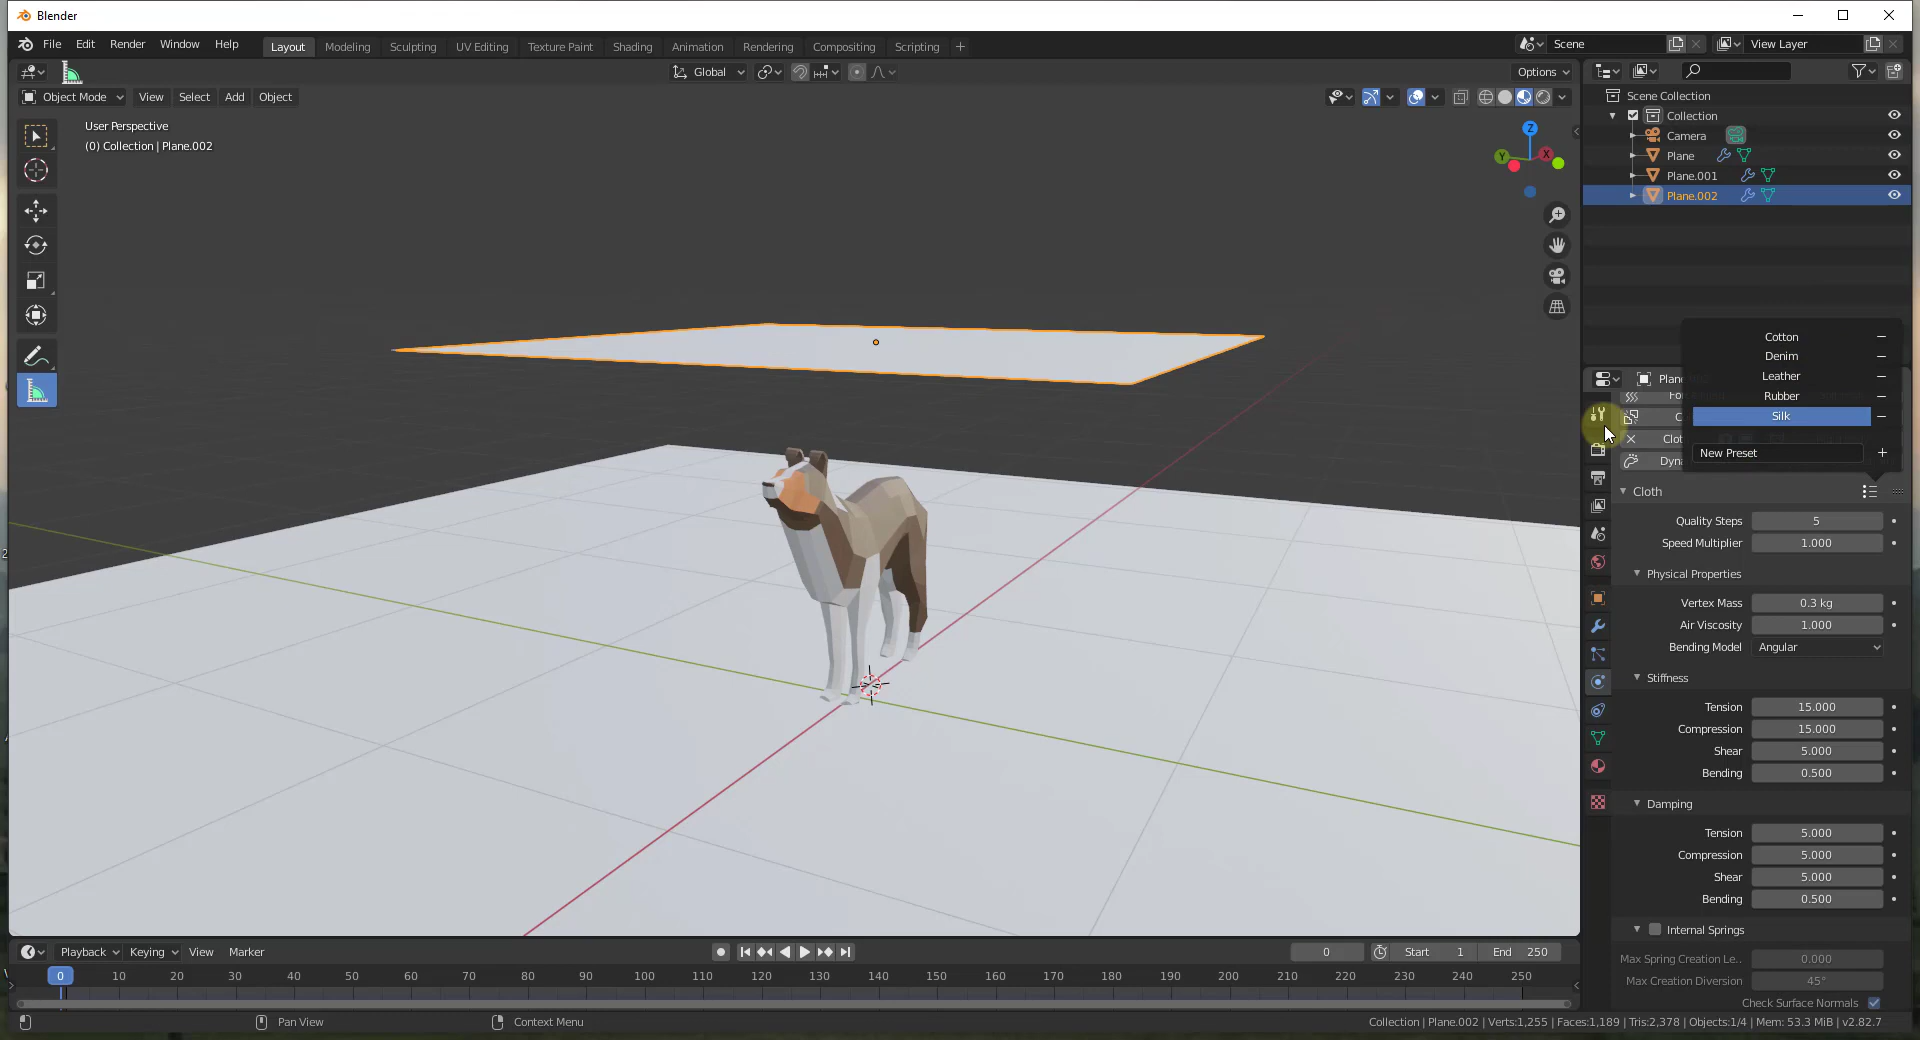 Blender
File Edit Render Window Help Layout Modeling Sculpting UV Editing Texture Paint Shading Animation Rendering Compositing Scripting + Scene View Layer
Global Options
Object Mode View Select Add Object
User Perspective
(0) Collection | Plane.002
Z
Y
X
Scene Collection
Collection
Camera
Plane
Plane.001
Plane.002
Cotton
Denim
Leather
Rubber
Silk
New Preset
Cloth
Quality Steps 5
Speed Multiplier 1.000
Physical Properties
Vertex Mass 0.3 kg
Air Viscosity 1.000
Bending Model Angular
Stiffness
Tension 15.000
Compression 15.000
Shear 5.000
Bending 0.500
Damping
Tension 5.000
Compression 5.000
Shear 5.000
Bending 0.500
Internal Springs
Max Spring Creation Le.. 0.000
Max Creation Diversion 45°
Check Surface Normals
Playback Keying View Marker 0 Start 1 End 250
0 10 20 30 40 50 60 70 80 90 100 110 120 130 140 150 160 170 180 190 200 210 220 230 240 250
Pan View Context Menu Collection | Plane.002 | Verts:1,255 | Faces:1,189 | Tris:2,378 | Objects:1/4 | Mem: 53.3 MiB | v2.82.7